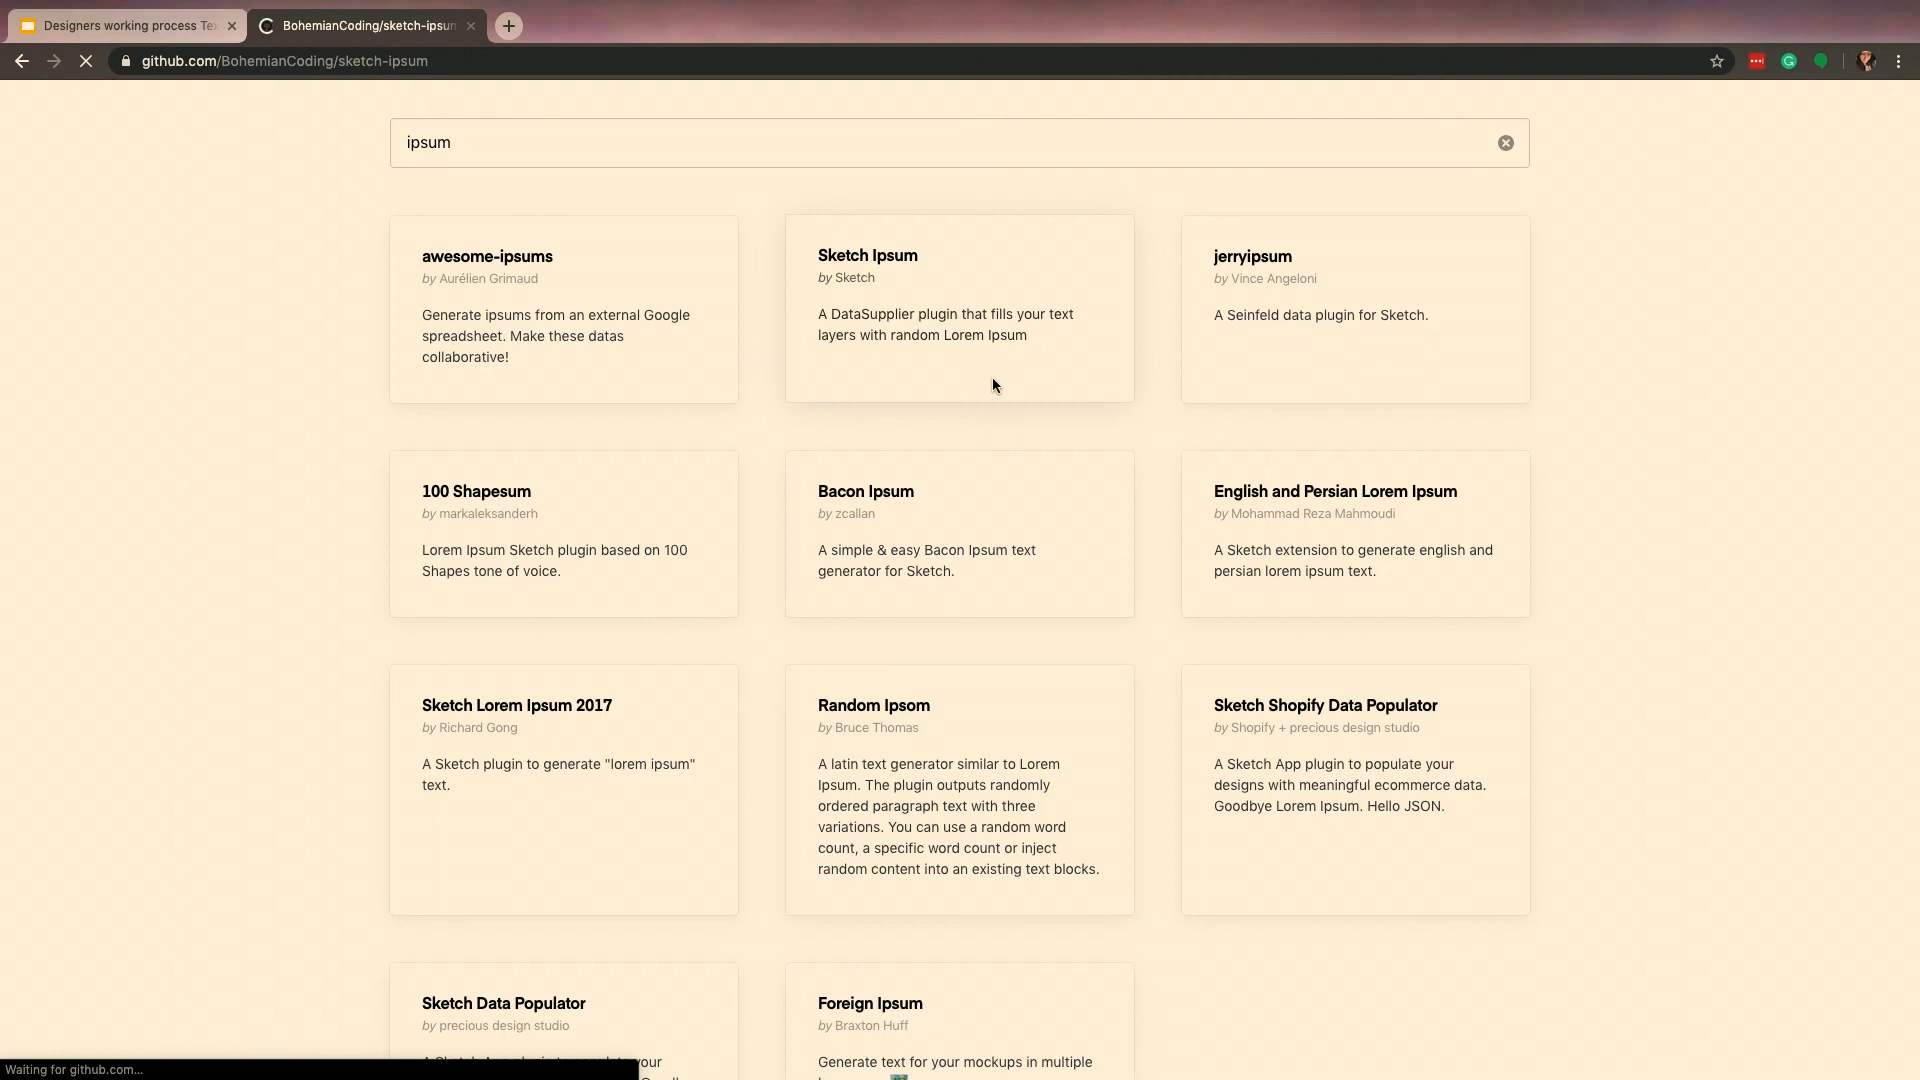 Designers working process Tex
BohemianCoding/sketch-ipsum
github.com/BohemianCoding/sketch-ipsum
ipsum
awesome-ipsums
by Aurélien Grimaud
Generate ipsums from an external Google
spreadsheet. Make these datas
collaborative!
Sketch Ipsum
by Sketch
A DataSupplier plugin that fills your text
layers with random Lorem Ipsum
jerryipsum
by Vince Angeloni
A Seinfeld data plugin for Sketch.
100 Shapesum
by markaleksanderh
Lorem Ipsum Sketch plugin based on 100
Shapes tone of voice.
Bacon Ipsum
by zcallan
A simple & easy Bacon Ipsum text
generator for Sketch.
English and Persian Lorem Ipsum
by Mohammad Reza Mahmoudi
A Sketch extension to generate english and
persian lorem ipsum text.
Sketch Lorem Ipsum 2017
by Richard Gong
A Sketch plugin to generate "lorem ipsum"
text.
Random Ipsom
by Bruce Thomas
A latin text generator similar to Lorem
Ipsum. The plugin outputs randomly
ordered paragraph text with three
variations. You can use a random word
count, a specific word count or inject
random content into an existing text blocks.
Sketch Shopify Data Populator
by Shopify + precious design studio
A Sketch App plugin to populate your
designs with meaningful ecommerce data.
Goodbye Lorem Ipsum. Hello JSON.
Sketch Data Populator
by precious design studio
A Sketch App plugin to populate your
Foreign Ipsum
by Braxton Huff
Generate text for your mockups in multiple
Waiting for github.com...